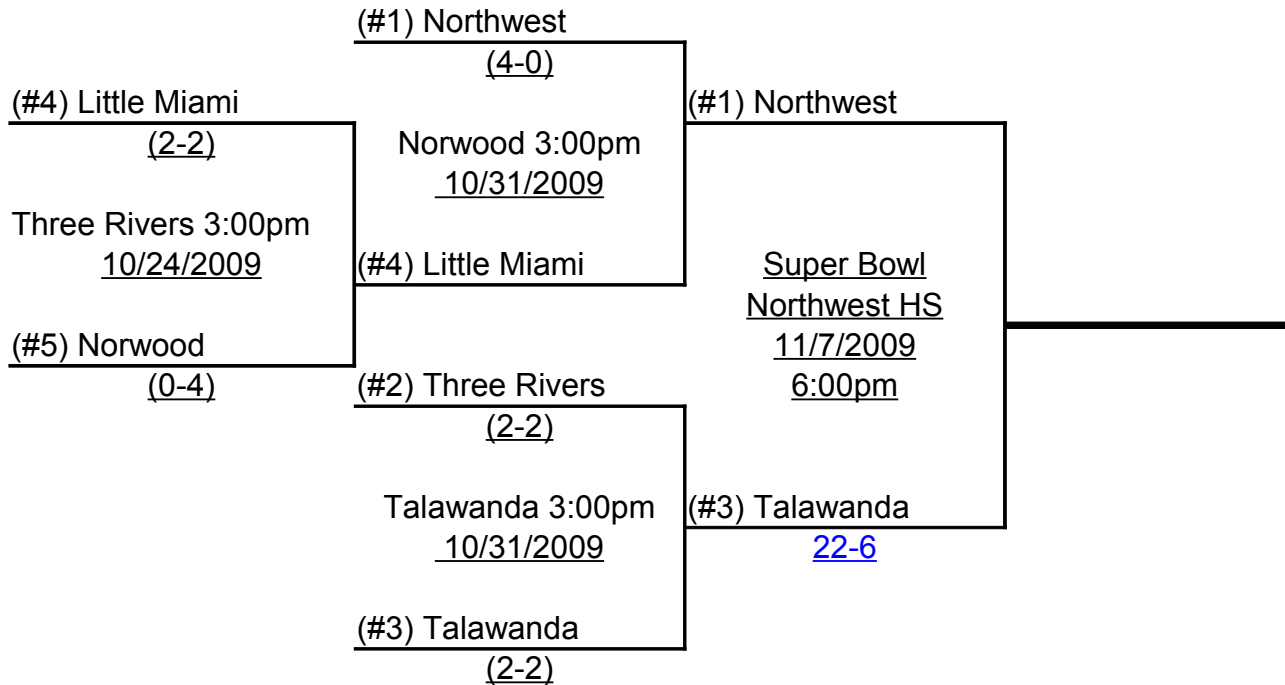 (#1) Northwest
(4-0)
(#4) Little Miami
(2-2)
(#1) Northwest
Norwood 3:00pm
10/31/2009
Three Rivers 3:00pm
10/24/2009
(#4) Little Miami
Super Bowl
Northwest HS
11/7/2009
6:00pm
(#5) Norwood
(0-4)
(#2) Three Rivers
(2-2)
Talawanda 3:00pm
10/31/2009
(#3) Talawanda
22-6
(#3) Talawanda
(2-2)